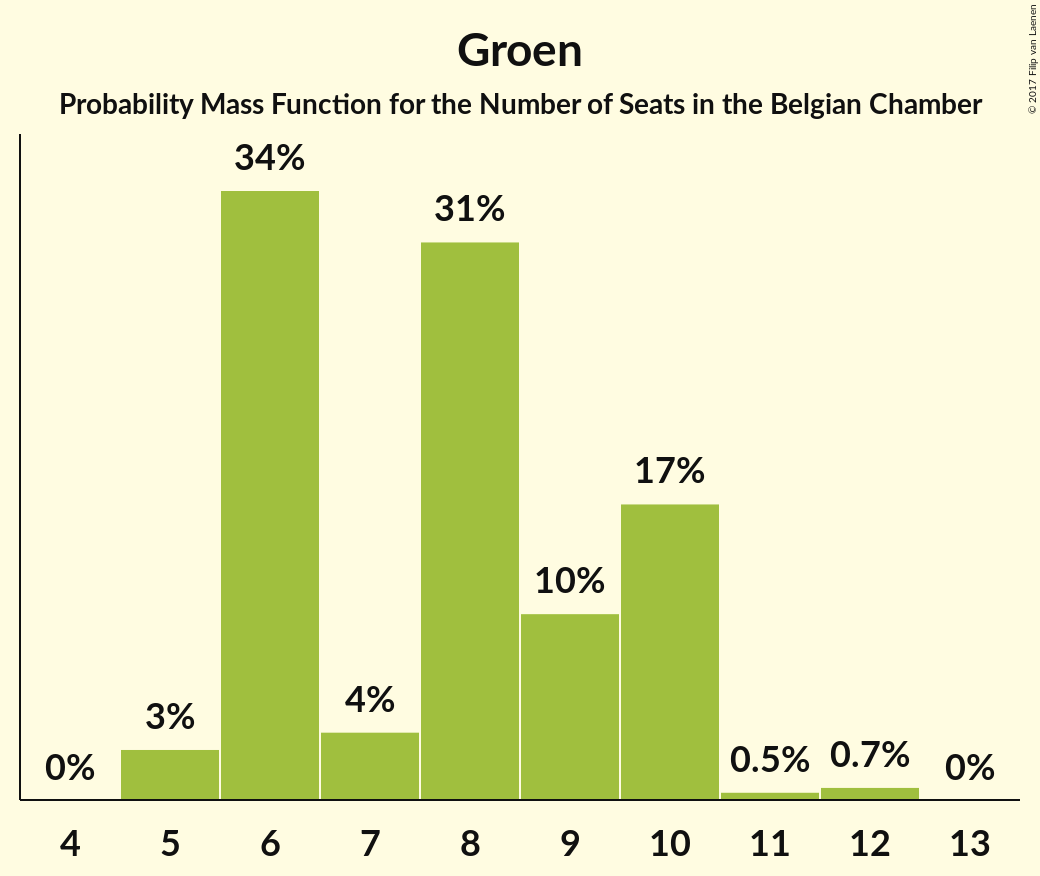 Groen
Probability Mass Function for the Number of Seats in the Belgian Chamber
© 2017 Filip van Laenen
34%
31%
17%
10%
4%
3%
0%
0.5%
0.7%
0%
4 5 6 7 8 9 10 11 12 13